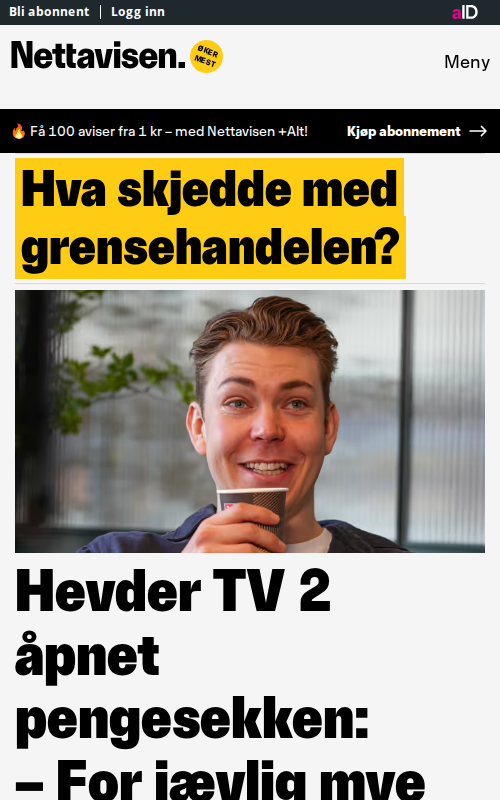 Bli abonnent | Logg inn
aID
Nettavisen.
ØKER
MEST
Meny
🔥 Få 100 aviser fra 1 kr – med Nettavisen +Alt!
Kjøp abonnement →
Hva skjedde med
grensehandelen?
Hevder TV 2
åpnet
pengesekken:
– For jævlig mye